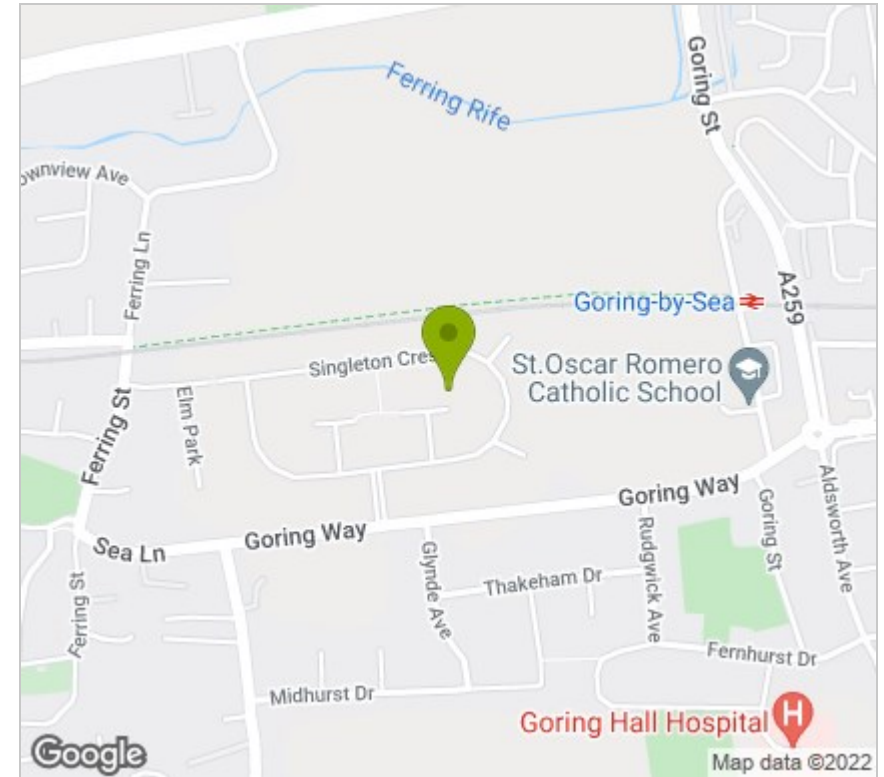 Goring St
Ferring Rife
ownview Ave
Ferring Ln
Goring-by-Sea
A259
Singleton Cres
St.Oscar Romero
Catholic School
Elm Park
Ferring St
Goring Way
Goring Way
Sea Ln
Goring St
Aldsworth Ave
Glynde Ave
Rudgwick Ave
Thakeham Dr
Ferring St
Fernhurst Dr
Midhurst Dr
Goring Hall Hospital
H
Google
Map data ©2022